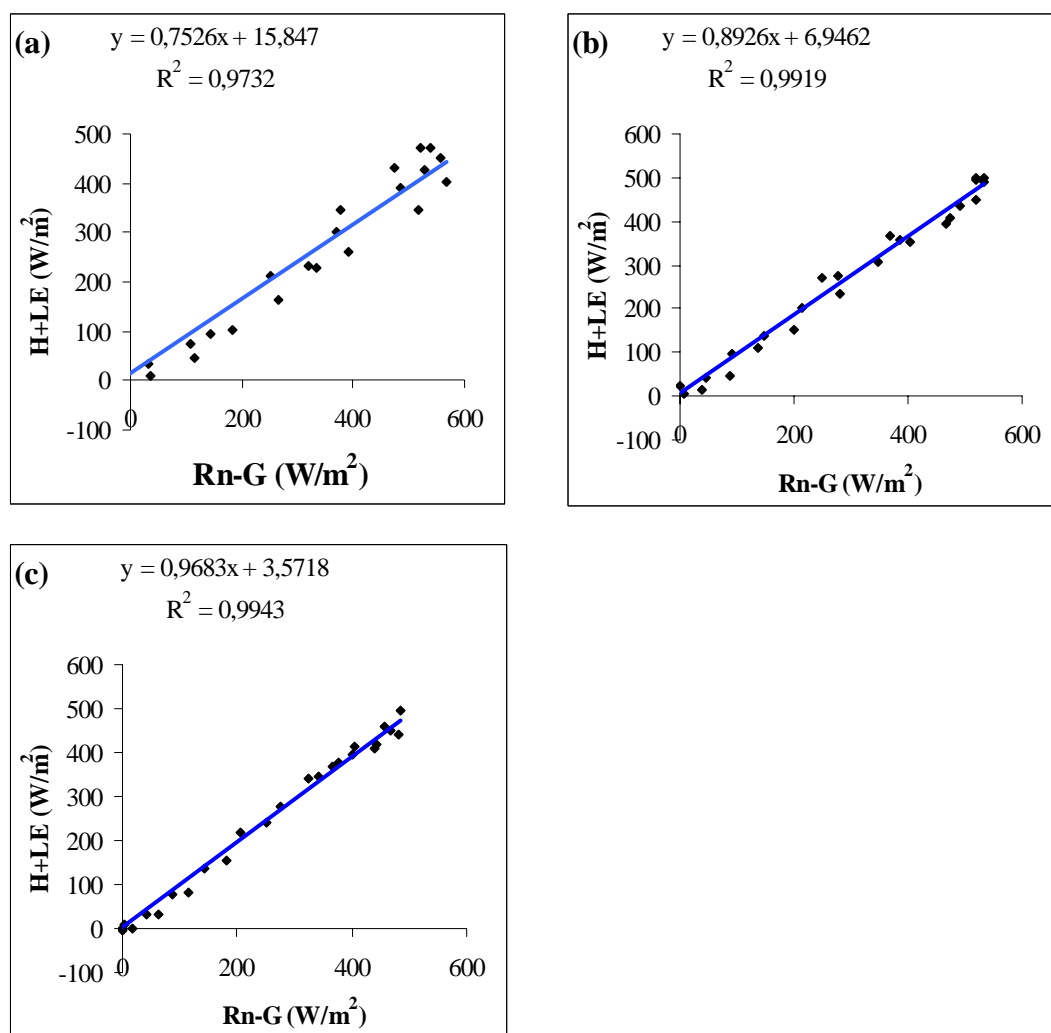 (a)
y = 0,7526x + 15,847
R² = 0,9732
H+LE (W/m²)
500
400
300
200
100
0
-100
0 200 400 600
Rn-G (W/m²)
(b)
y = 0,8926x + 6,9462
R² = 0,9919
H+LE (W/m²)
600
500
400
300
200
100
0
-100
0 200 400 600
Rn-G (W/m²)
(c)
y = 0,9683x + 3,5718
R² = 0,9943
H+LE (W/m²)
600
500
400
300
200
100
0
-100
0 200 400 600
Rn-G (W/m²)